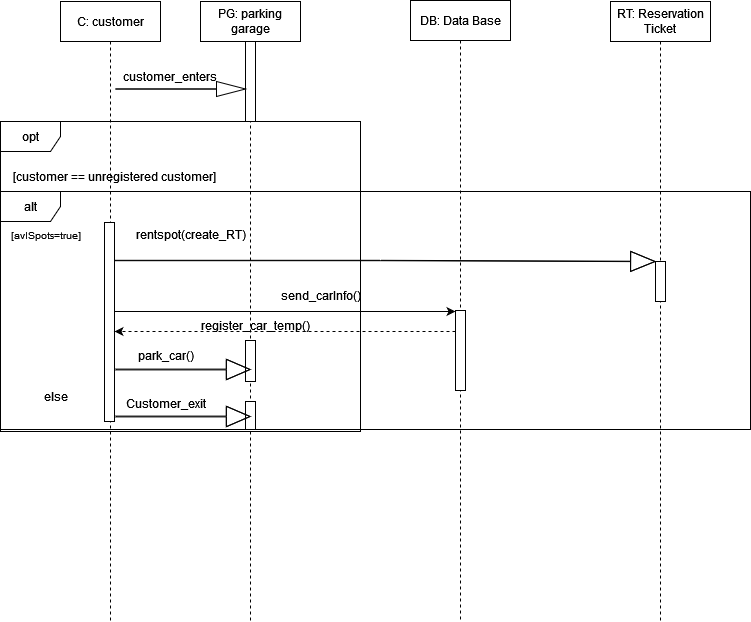 C: customer
PG: parking
garage
DB: Data Base
RT: Reservation
Ticket
customer_enters
opt
[customer == unregistered customer]
alt
[avlSpots=true]
rentspot(create_RT)
send_carInfo()
register_car_temp()
park_car()
else
Customer_exit